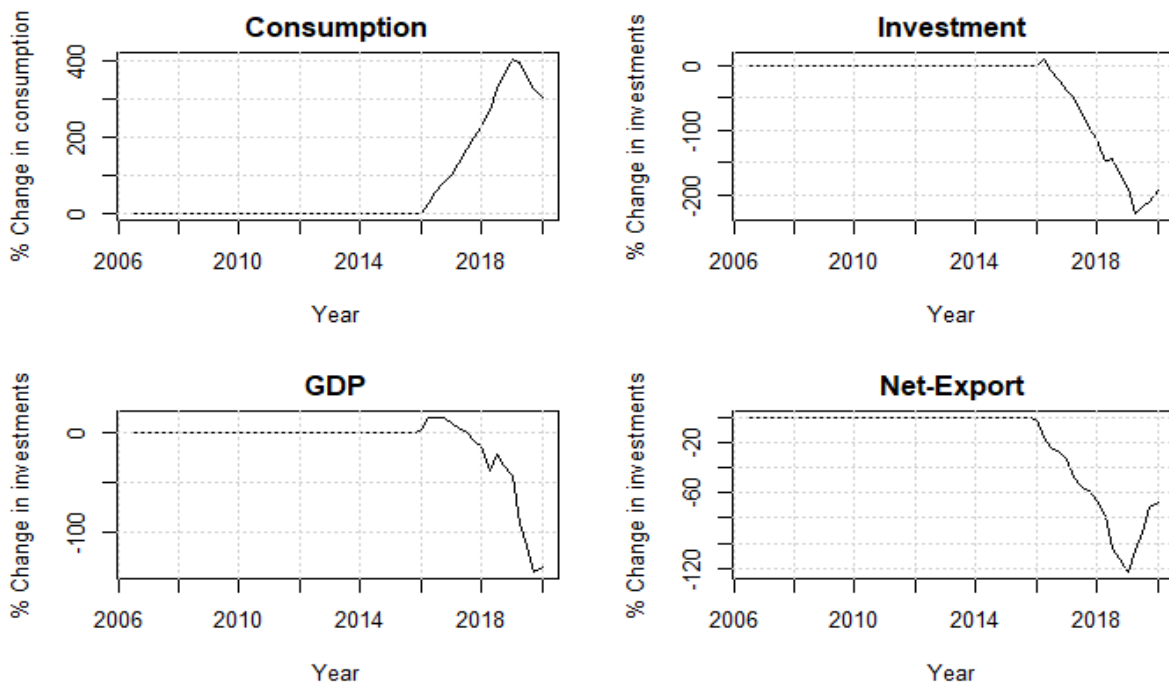 Consumption
% Change in consumption
400
200
0
2006 2010 2014 2018
Year
Investment
% Change in investments
0
-100
-200
2006 2010 2014 2018
Year
GDP
% Change in investments
0
-100
2006 2010 2014 2018
Year
Net-Export
% Change in investments
-20
-60
-120
2006 2010 2014 2018
Year